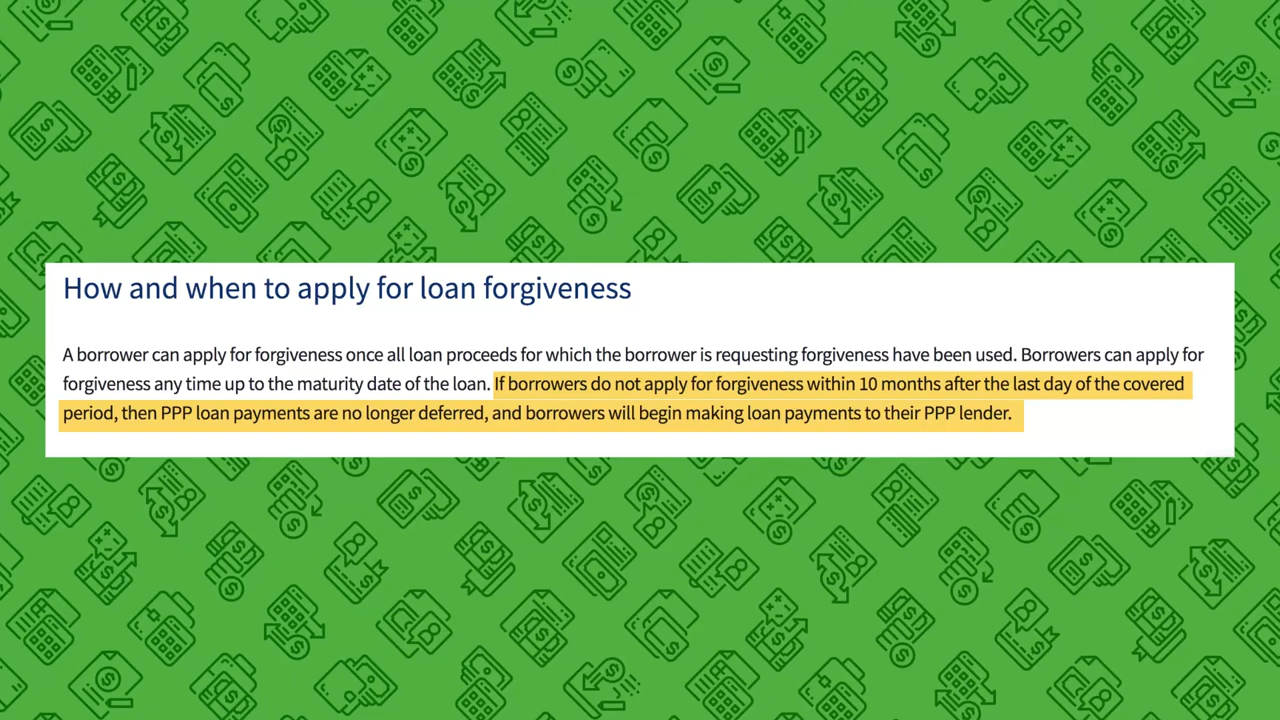 How and when to apply for loan forgiveness
A borrower can apply for forgiveness once all loan proceeds for which the borrower is requesting forgiveness have been used. Borrowers can apply for
forgiveness any time up to the maturity date of the loan. If borrowers do not apply for forgiveness within 10 months after the last day of the covered
period, then PPP loan payments are no longer deferred, and borrowers will begin making loan payments to their PPP lender.